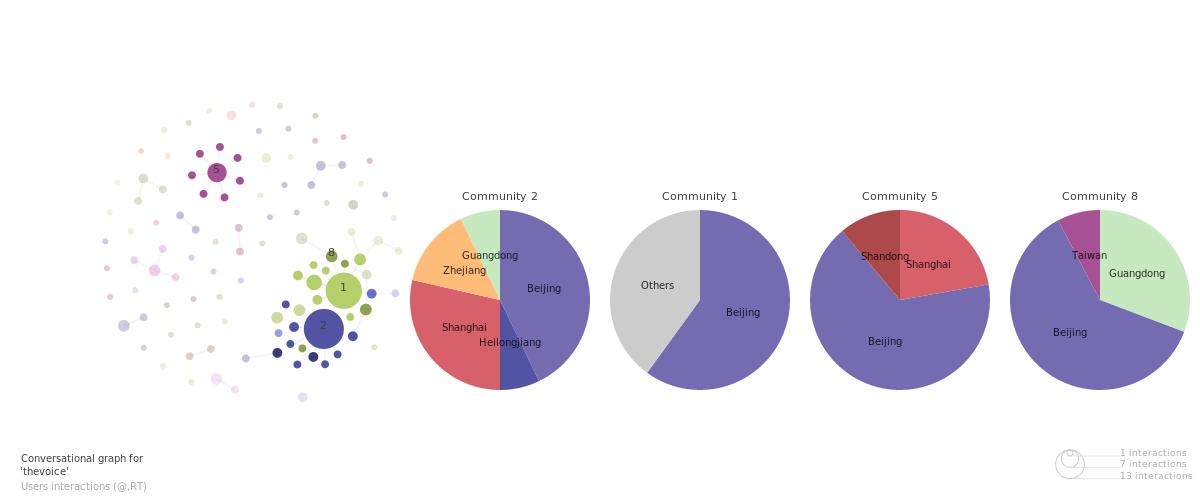 Community 2
Community 1
Community 5
Community 8
5
8
1
2
Guangdong
Zhejiang
Beijing
Shanghai
Heilongjiang
Others
Beijing
Shandong
Shanghai
Beijing
Taiwan
Guangdong
Beijing
Conversational graph for
'thevoice'
Users interactions (@,RT)
1 interactions
7 interactions
13 interactions